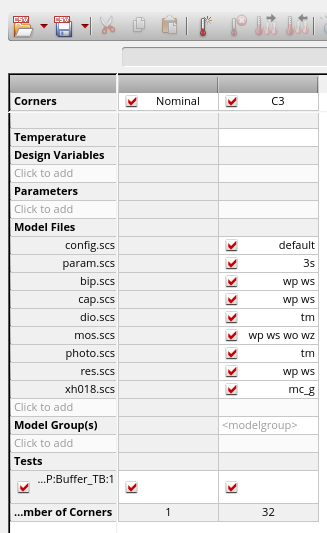 CSV CSV
Corners Nominal C3
Temperature
Design Variables
Click to add
Parameters
Click to add
Model Files
config.scs default
param.scs 3s
bip.scs wp ws
cap.scs wp ws
dio.scs tm
mos.scs wp ws wo wz
photo.scs tm
res.scs wp ws
xh018.scs mc_g
Click to add
Model Group(s) <modelgroup>
Click to add
Tests
...P:Buffer_TB:1
...mber of Corners 1 32